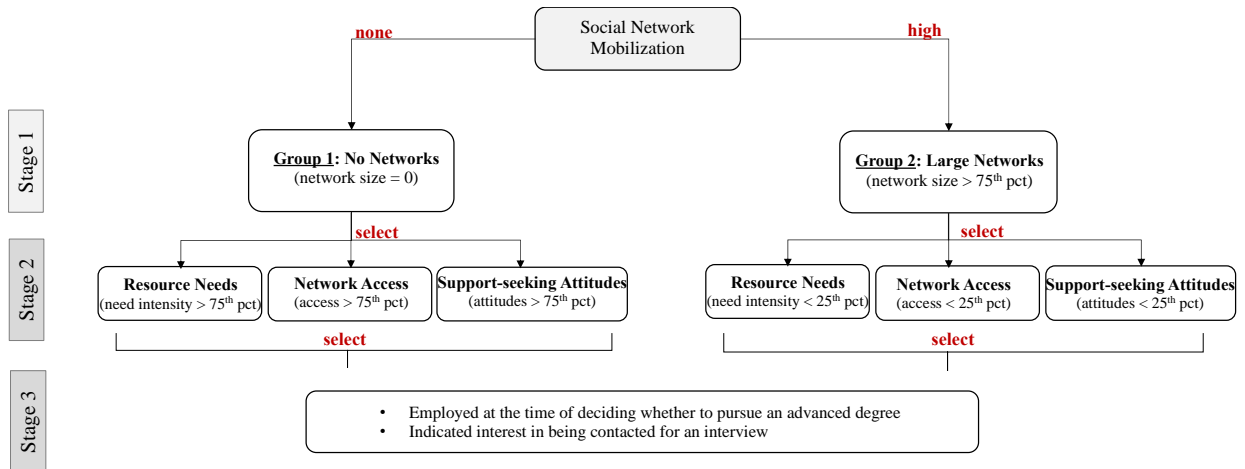 Social Network
Mobilization
none
high
Stage 1
Group 1: No Networks
(network size = 0)
Group 2: Large Networks
(network size > 75th pct)
select
select
Stage 2
Resource Needs
(need intensity > 75th pct)
Network Access
(access > 75th pct)
Support-seeking Attitudes
(attitudes > 75th pct)
Resource Needs
(need intensity < 25th pct)
Network Access
(access < 25th pct)
Support-seeking Attitudes
(attitudes < 25th pct)
select
select
Stage 3
• Employed at the time of deciding whether to pursue an advanced degree
• Indicated interest in being contacted for an interview